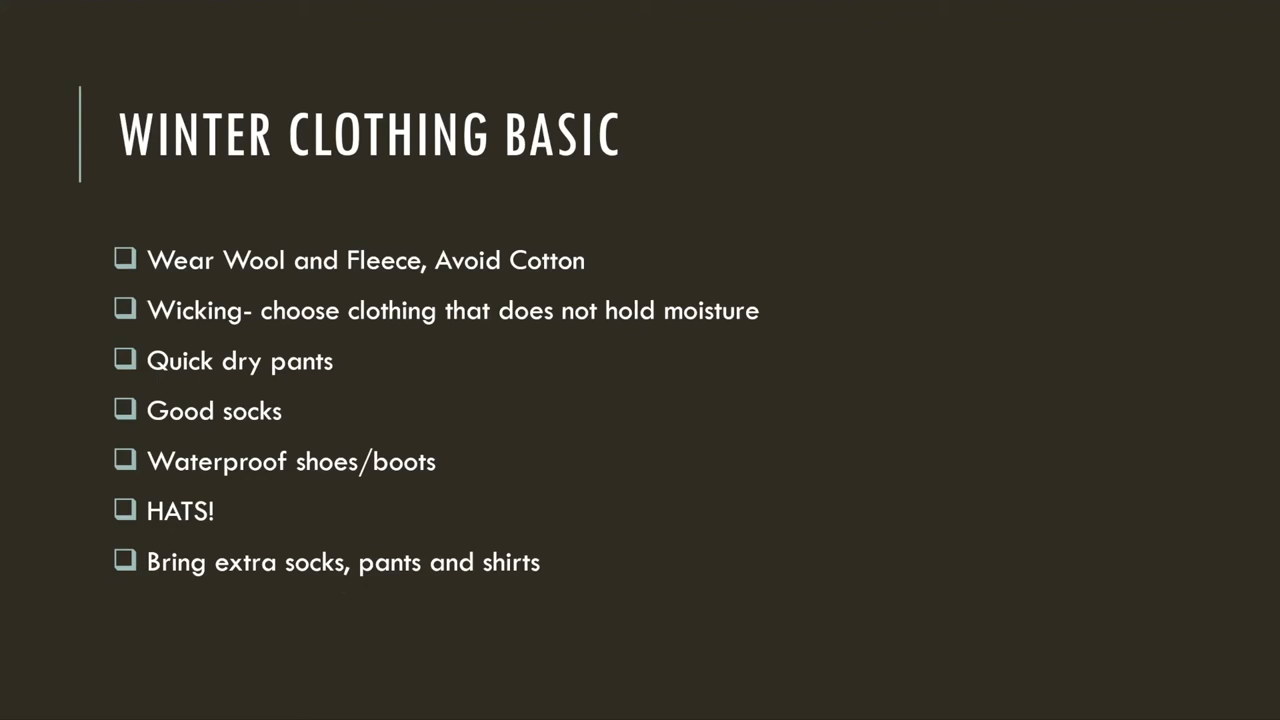 WINTER CLOTHING BASIC
Wear Wool and Fleece, Avoid Cotton
Wicking- choose clothing that does not hold moisture
Quick dry pants
Good socks
Waterproof shoes/boots
HATS!
Bring extra socks, pants and shirts